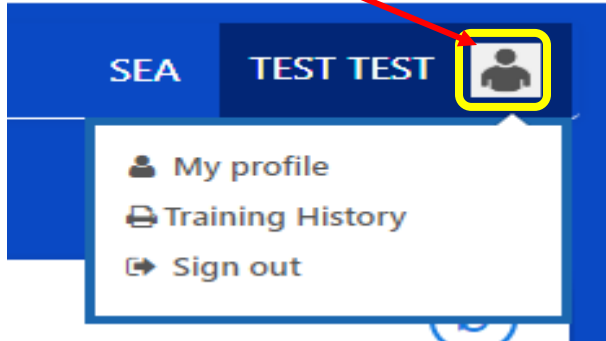 SEA TEST TEST
My profile
Training History
Sign out